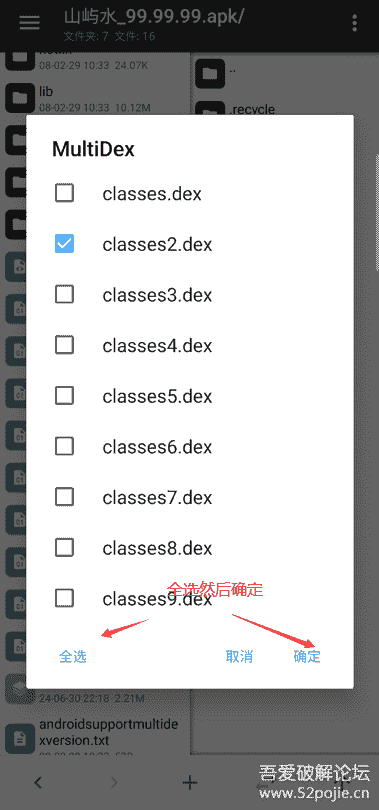 山屿水_99.99.99.apk/
文件夹: 7 文件: 16
08-02-29 10:33 24.07K
..
lib
08-02-29 10:33 10.12M
.recycle
MultiDex
classes.dex
classes2.dex
classes3.dex
classes4.dex
classes5.dex
classes6.dex
classes7.dex
classes8.dex
classes9.dex
全选然后确定
全选
取消
确定
24-06-30 22:18 2.21M
androidsupportmultide
xversion.txt
吾爱破解论坛
www.52pojie.cn